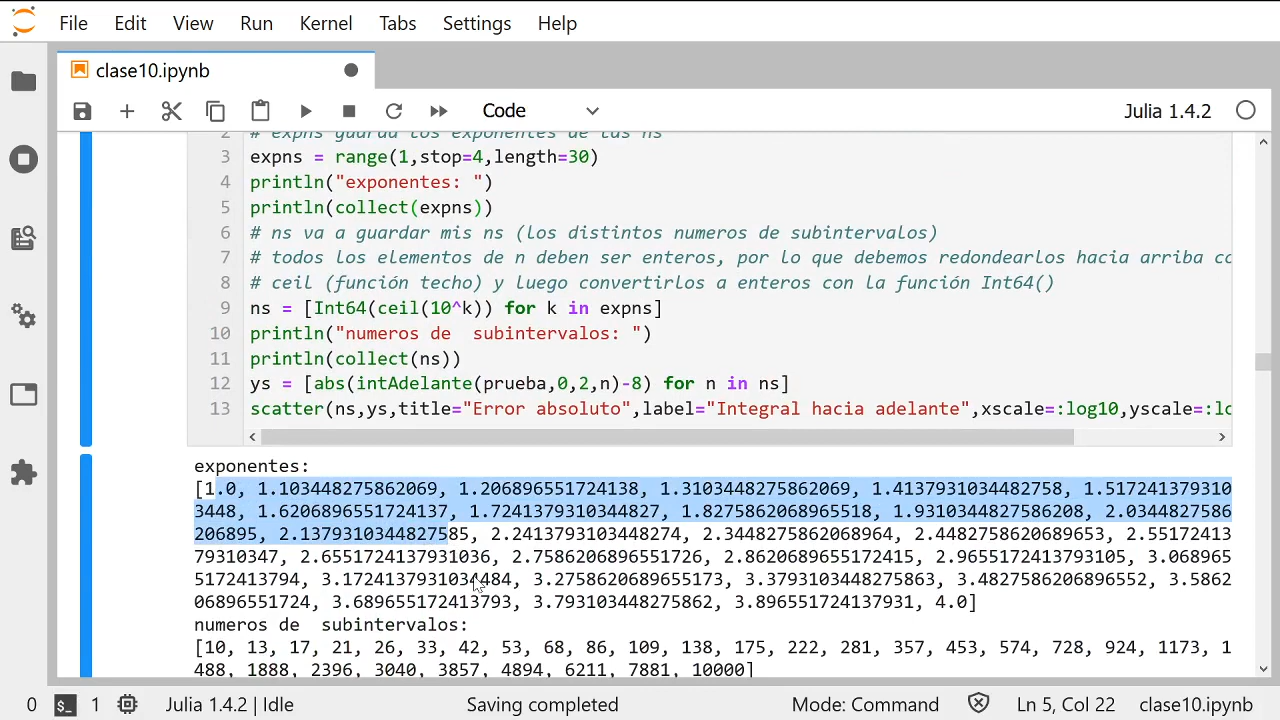 File Edit View Run Kernel Tabs Settings Help
clase10.ipynb
Code Julia 1.4.2
2 # expns guarda los exponentes de las ns
3 expns = range(1,stop=4,length=30)
4 println("exponentes: ")
5 println(collect(expns))
6 # ns va a guardar mis ns (los distintos numeros de subintervalos)
7 # todos los elementos de n deben ser enteros, por lo que debemos redondearlos hacia arriba co
8 # ceil (función techo) y luego convertirlos a enteros con la función Int64()
9 ns = [Int64(ceil(10^k)) for k in expns]
10 println("numeros de  subintervalos: ")
11 println(collect(ns))
12 ys = [abs(intAdelante(prueba,0,2,n)-8) for n in ns]
13 scatter(ns,ys,title="Error absoluto",label="Integral hacia adelante",xscale=:log10,yscale=:lo
exponentes:
[1.0, 1.103448275862069, 1.206896551724138, 1.3103448275862069, 1.4137931034482758, 1.517241379310
3448, 1.6206896551724137, 1.7241379310344827, 1.8275862068965518, 1.9310344827586208, 2.0344827586
206895, 2.1379310344827585, 2.2413793103448274, 2.3448275862068964, 2.4482758620689653, 2.55172413
79310347, 2.6551724137931036, 2.7586206896551726, 2.862068965517​2415, 2.9655172413793105, 3.068965
5172413794, 3.1724137931034484, 3.2758620689655173, 3.3793103448275863, 3.4827586206896552, 3.5862
06896551724, 3.689655172413793, 3.793103448275862, 3.896551724137931, 4.0]
numeros de  subintervalos:
[10, 13, 17, 21, 26, 33, 42, 53, 68, 86, 109, 138, 175, 222, 281, 357, 453, 574, 728, 924, 1173, 1
488, 1888, 2396, 3040, 3857, 4894, 6211, 7881, 10000]
0 1 Julia 1.4.2 | Idle Saving completed Mode: Command Ln 5, Col 22 clase10.ipynb